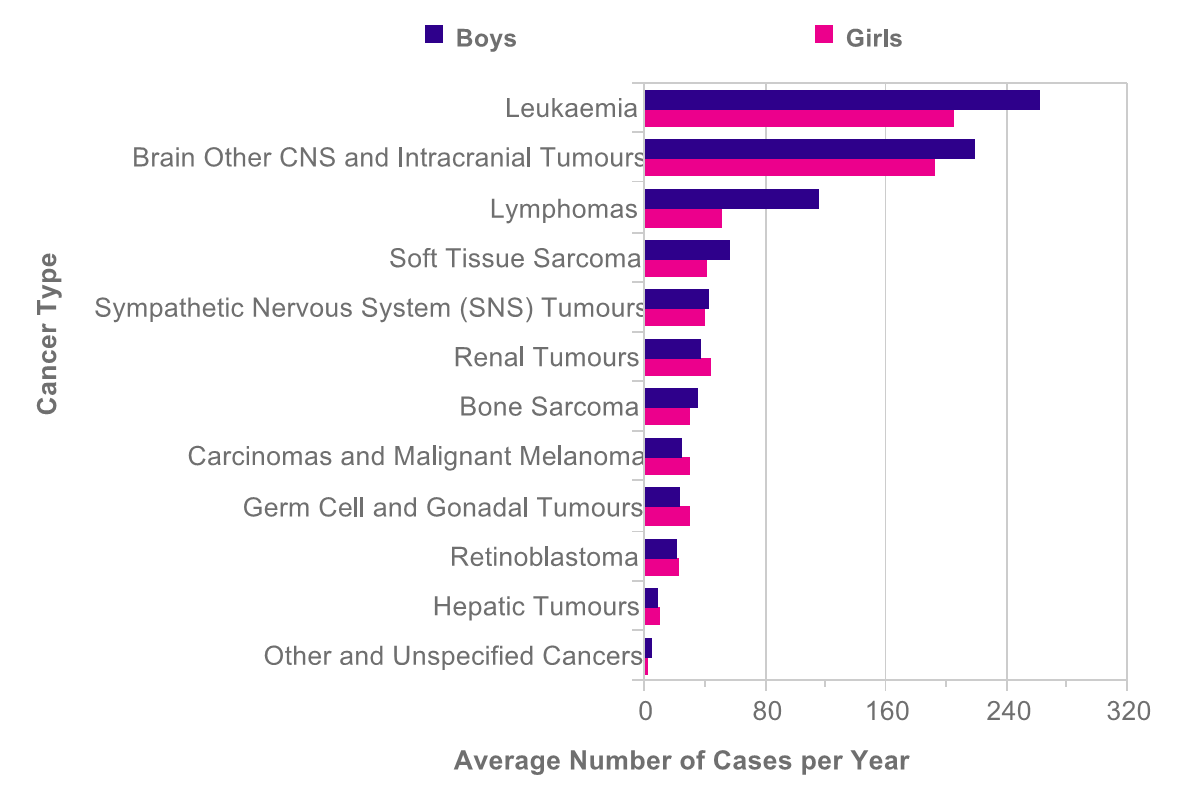 Boys Girls
Leukaemia
Brain Other CNS and Intracranial Tumours
Lymphomas
Soft Tissue Sarcoma
Sympathetic Nervous System (SNS) Tumours
Renal Tumours
Bone Sarcoma
Carcinomas and Malignant Melanoma
Germ Cell and Gonadal Tumours
Retinoblastoma
Hepatic Tumours
Other and Unspecified Cancers
Cancer Type
0 80 160 240 320
Average Number of Cases per Year